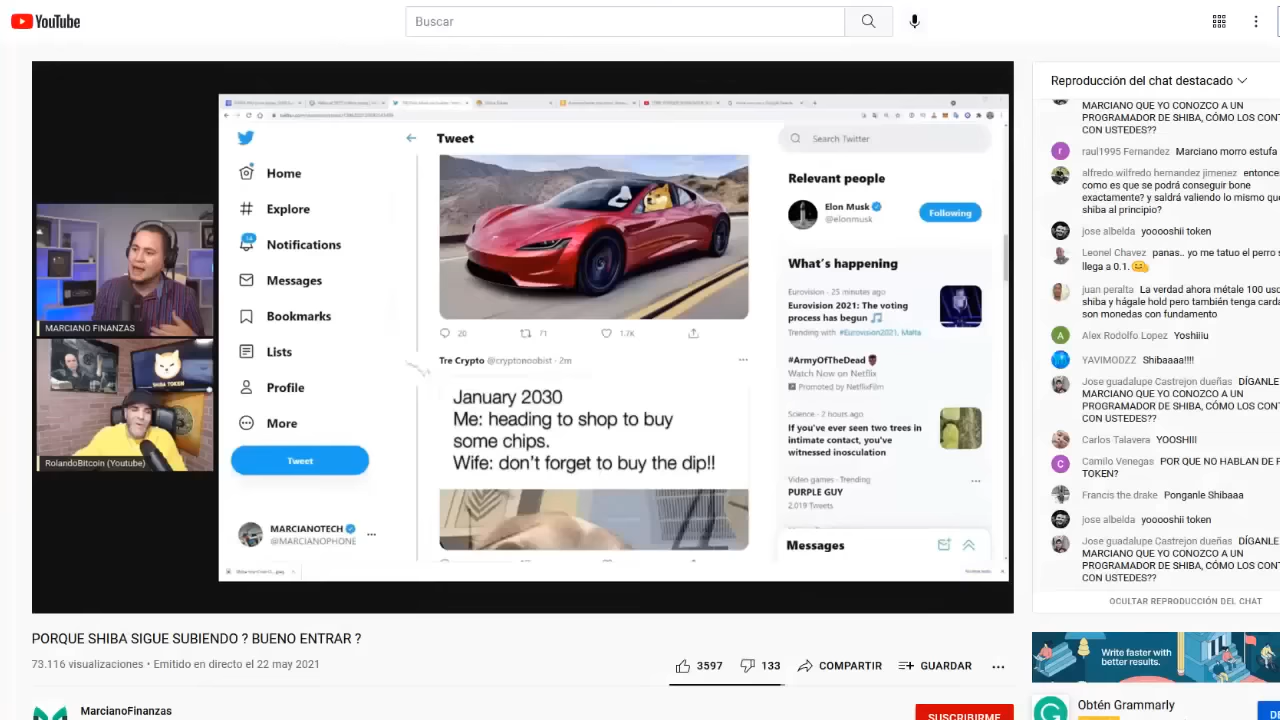 YouTube
Buscar
Tweet
Search Twitter
Home
Explore
14
Notifications
Messages
Bookmarks
Lists
Profile
More
Tweet
MARCIANOTECH
@MARCIANOPHONE
20
71
1.7K
Tre Crypto @cryptonoobist · 2m
January 2030
Me: heading to shop to buy
some chips.
Wife: don't forget to buy the dip!!
Relevant people
Elon Musk
@elonmusk
Following
What's happening
Eurovision · 25 minutes ago
Eurovision 2021: The voting
process has begun
Trending with #Eurovision2021, Malta
#ArmyOfTheDead
Watch Now on Netflix
Promoted by NetflixFilm
Science · 2 hours ago
If you've ever seen two trees in
intimate contact, you've
witnessed inosculation
Video games · Trending
PURPLE GUY
2,019 Tweets
Messages
MARCIANO FINANZAS
SHIBA TOKEN
RolandoBitcoin (Youtube)
PORQUE SHIBA SIGUE SUBIENDO ? BUENO ENTRAR ?
73.116 visualizaciones • Emitido en directo el 22 may 2021
3597
133
COMPARTIR
GUARDAR
MarcianoFinanzas
SUSCRIBIRME
Reproducción del chat destacado
MARCIANO QUE YO CONOZCO A UN
PROGRAMADOR DE SHIBA, CÓMO LOS CONT
CON USTEDES??
raul1995 Fernandez Marciano morro estufa
alfredo wilfredo hernandez jimenez entonces
como es que se podrá conseguir bone
exactamente? y saldrá valiendo lo mismo que
shiba al principio?
jose albelda yooooshii token
Leonel Chavez panas.. yo me tatuo el perro s
llega a 0.1.
juan peralta La verdad ahora métale 100 usd
shiba y hágale hold pero también tenga carda
son monedas con fundamento
Alex Rodolfo Lopez Yoshiiiu
YAVIMODZZ Shibaaaa!!!!
Jose guadalupe Castrejon dueñas DÍGANLE
MARCIANO QUE YO CONOZCO A UN
PROGRAMADOR DE SHIBA, CÓMO LOS CONT
CON USTEDES??
Carlos Talavera YOOSHIII
Camilo Venegas POR QUE NO HABLAN DE P
TOKEN?
Francis the drake Ponganle Shibaaa
jose albelda yooooshii token
Jose guadalupe Castrejon dueñas DÍGANLE
MARCIANO QUE YO CONOZCO A UN
PROGRAMADOR DE SHIBA, CÓMO LOS CONT
CON USTEDES??
OCULTAR REPRODUCCIÓN DEL CHAT
Write faster with
better results.
Obtén Grammarly